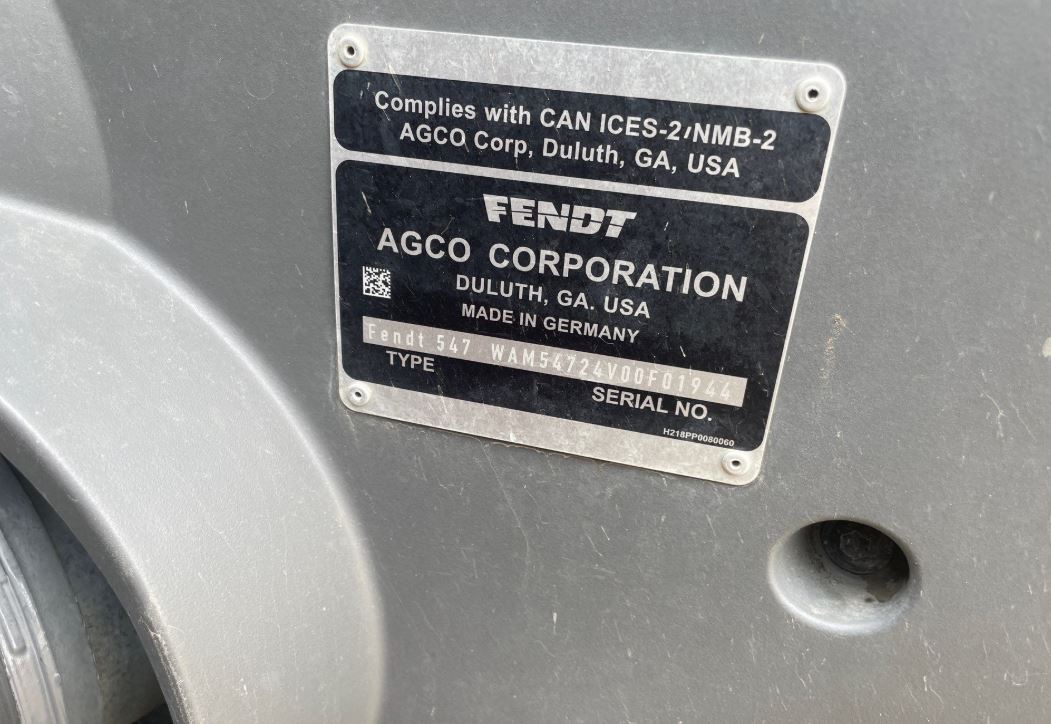 Complies with CAN ICES-2/NMB-2
AGCO Corp, Duluth, GA, USA
FENDT
AGCO CORPORATION
DULUTH, GA. USA
MADE IN GERMANY
Fendt 547 WAM54724V00F01944
TYPE
SERIAL NO.
H218PP0080060